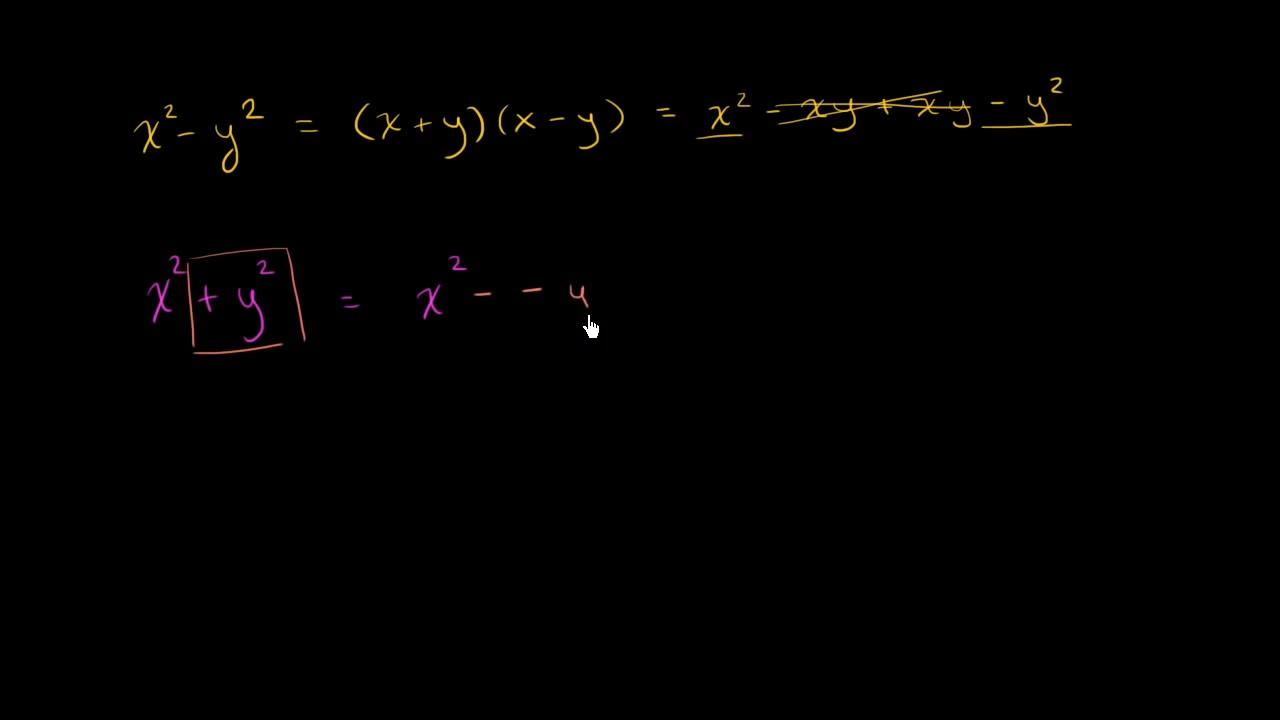 x² - y² = (x + y)(x - y) = x² - xy + xy - y²
x² + y² = x² - - y